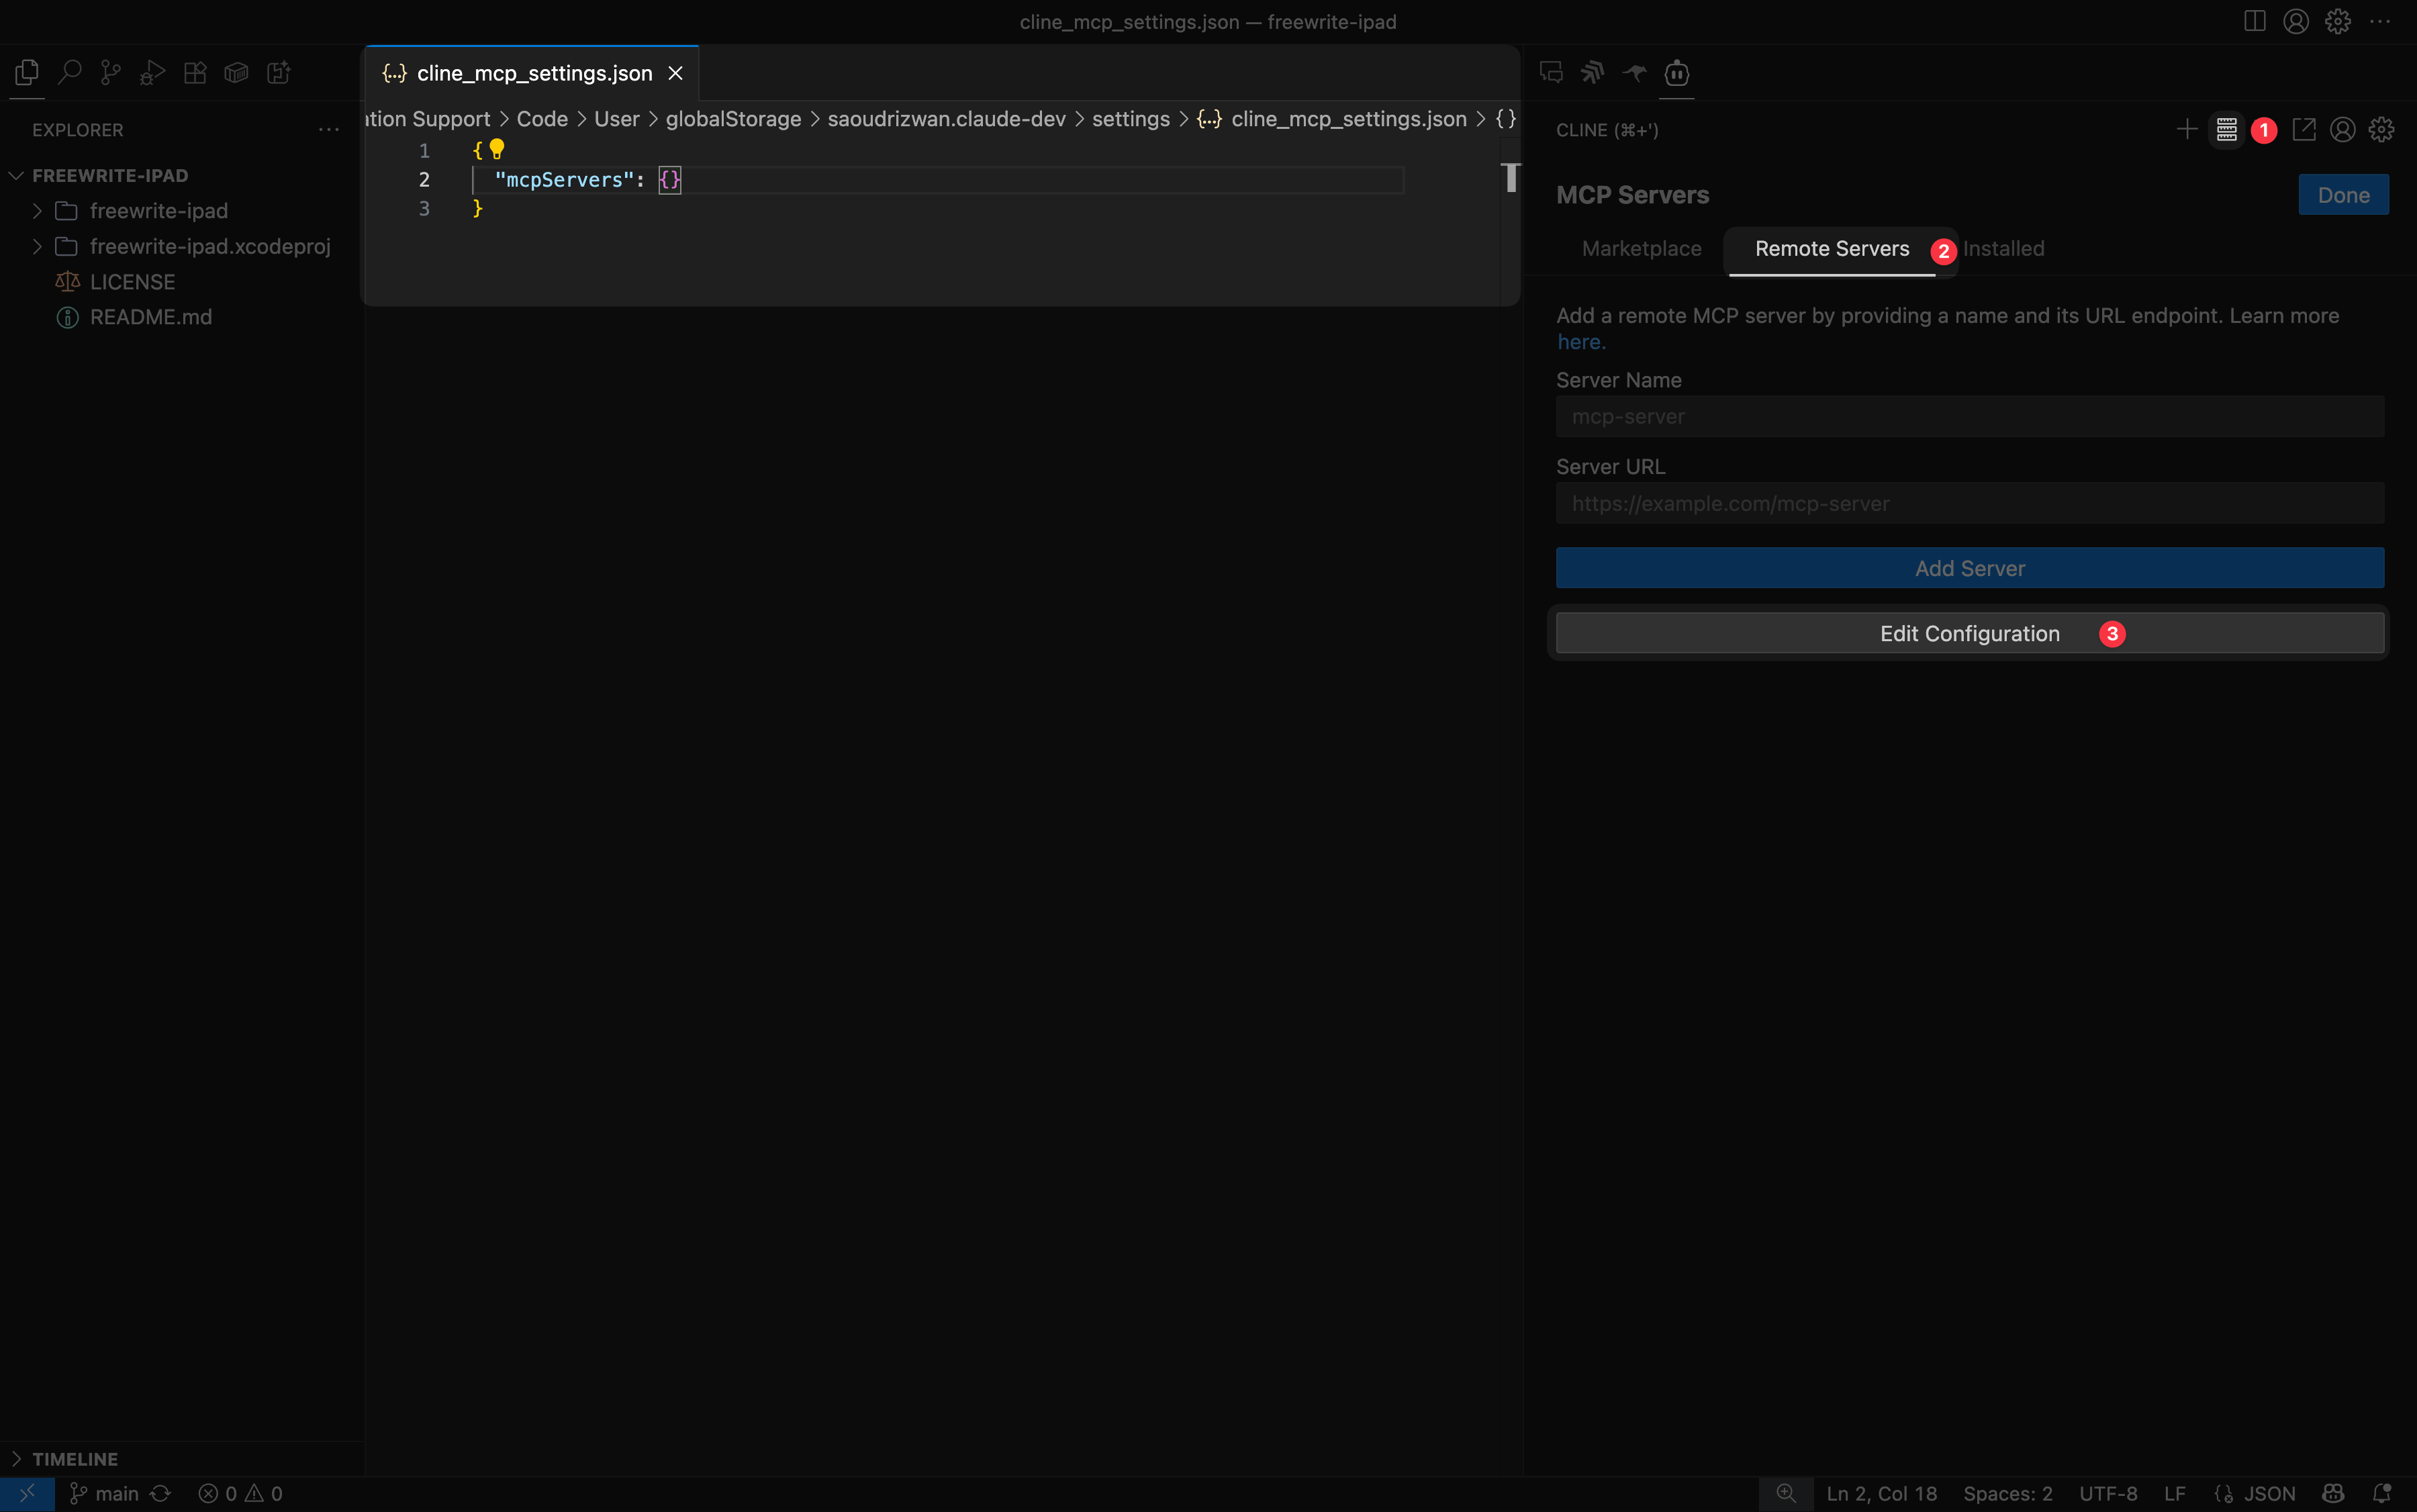 cline_mcp_settings.json — freewrite-ipad
EXPLORER
FREEWRITE-IPAD
freewrite-ipad
freewrite-ipad.xcodeproj
LICENSE
README.md
TIMELINE
{...} cline_mcp_settings.json
ation Support > Code > User > globalStorage > saoudrizwan.claude-dev > settings > {...} cline_mcp_settings.json > {}
1 {
2 "mcpServers": {}
3 }
CLINE (⌘+')
1
MCP Servers
Done
Marketplace
Remote Servers
2
Installed
Add a remote MCP server by providing a name and its URL endpoint. Learn more
here.
Server Name
mcp-server
Server URL
https://example.com/mcp-server
Add Server
Edit Configuration
3
main
0
0
Ln 2, Col 18
Spaces: 2
UTF-8
LF
JSON